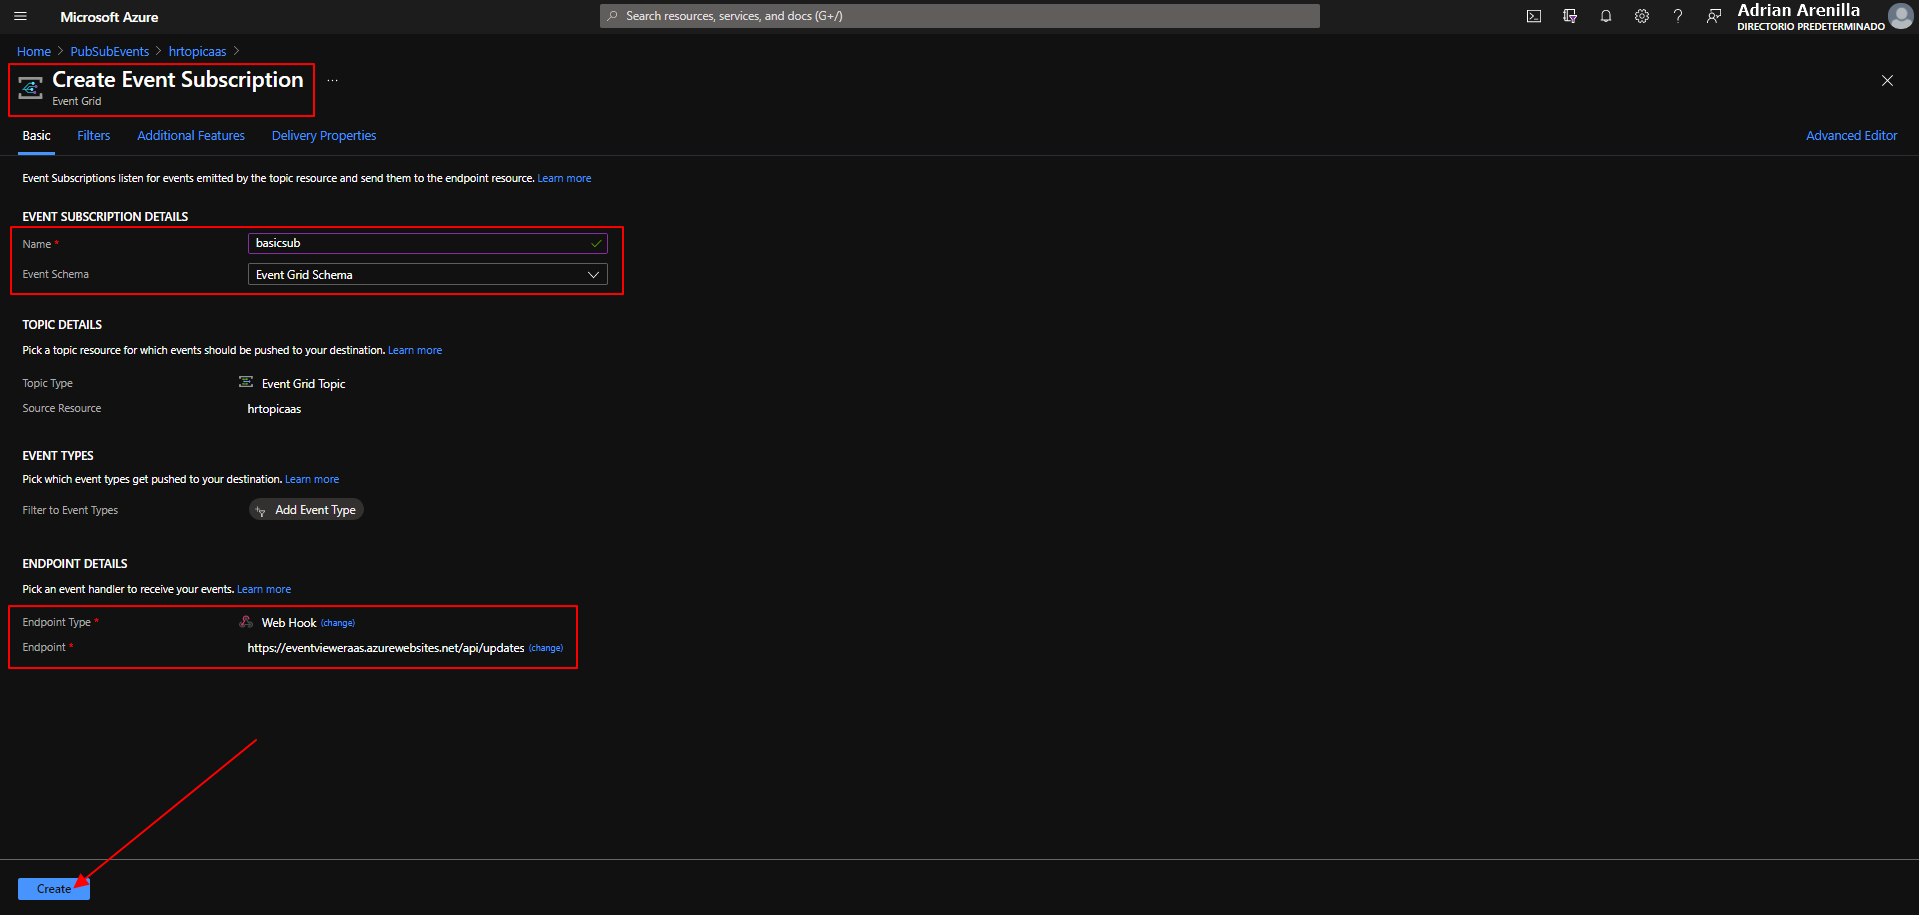 Microsoft Azure
Search resources, services, and docs (G+/)
Adrian Arenilla
DIRECTORIO PREDETERMINADO
Home > PubSubEvents > hrtopicaas >
Create Event Subscription ...
Event Grid
Basic Filters Additional Features Delivery Properties Advanced Editor
Event Subscriptions listen for events emitted by the topic resource and send them to the endpoint resource. Learn more
EVENT SUBSCRIPTION DETAILS
Name * basicsub
Event Schema Event Grid Schema
TOPIC DETAILS
Pick a topic resource for which events should be pushed to your destination. Learn more
Topic Type Event Grid Topic
Source Resource hrtopicaas
EVENT TYPES
Pick which event types get pushed to your destination. Learn more
Filter to Event Types Add Event Type
ENDPOINT DETAILS
Pick an event handler to receive your events. Learn more
Endpoint Type * Web Hook (change)
Endpoint * https://eventvieweraas.azurewebsites.net/api/updates (change)
Create